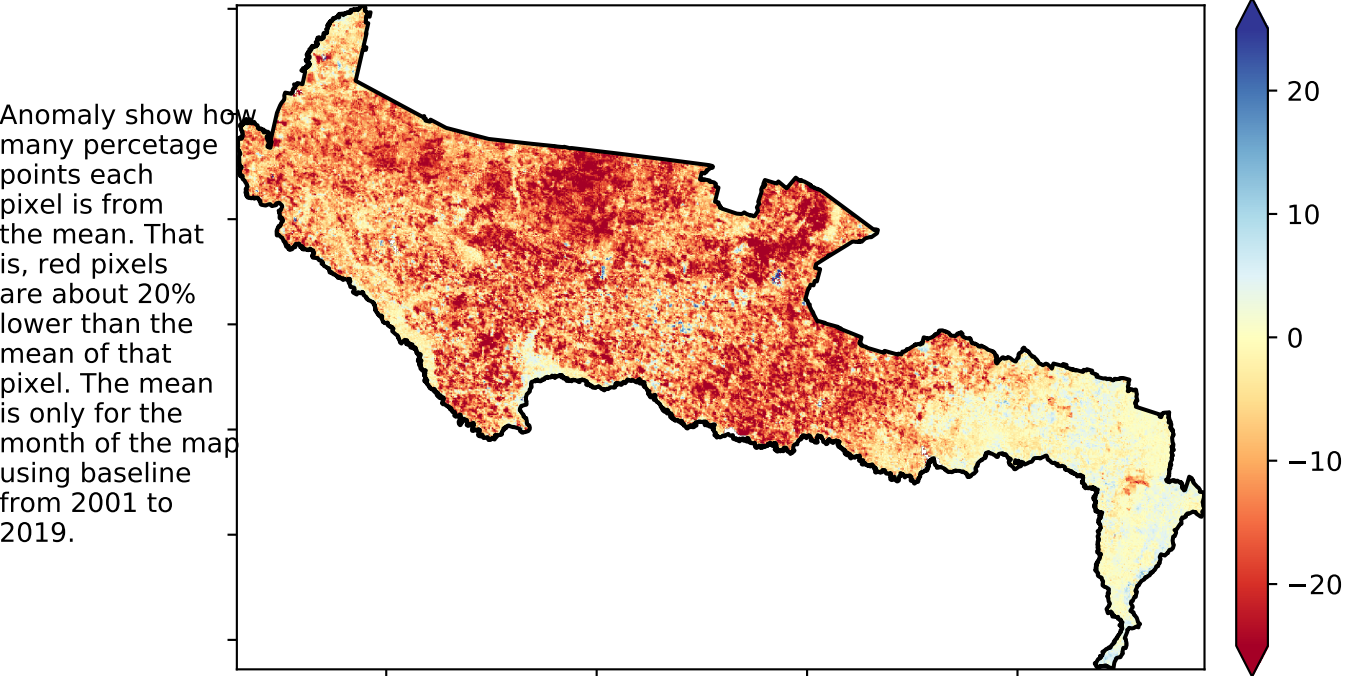 Anomaly show how
many percetage
points each
pixel is from
the mean. That
is, red pixels
are about 20%
lower than the
mean of that
pixel. The mean
is only for the
month of the map
using baseline
from 2001 to
2019.
20
10
0
−10
−20